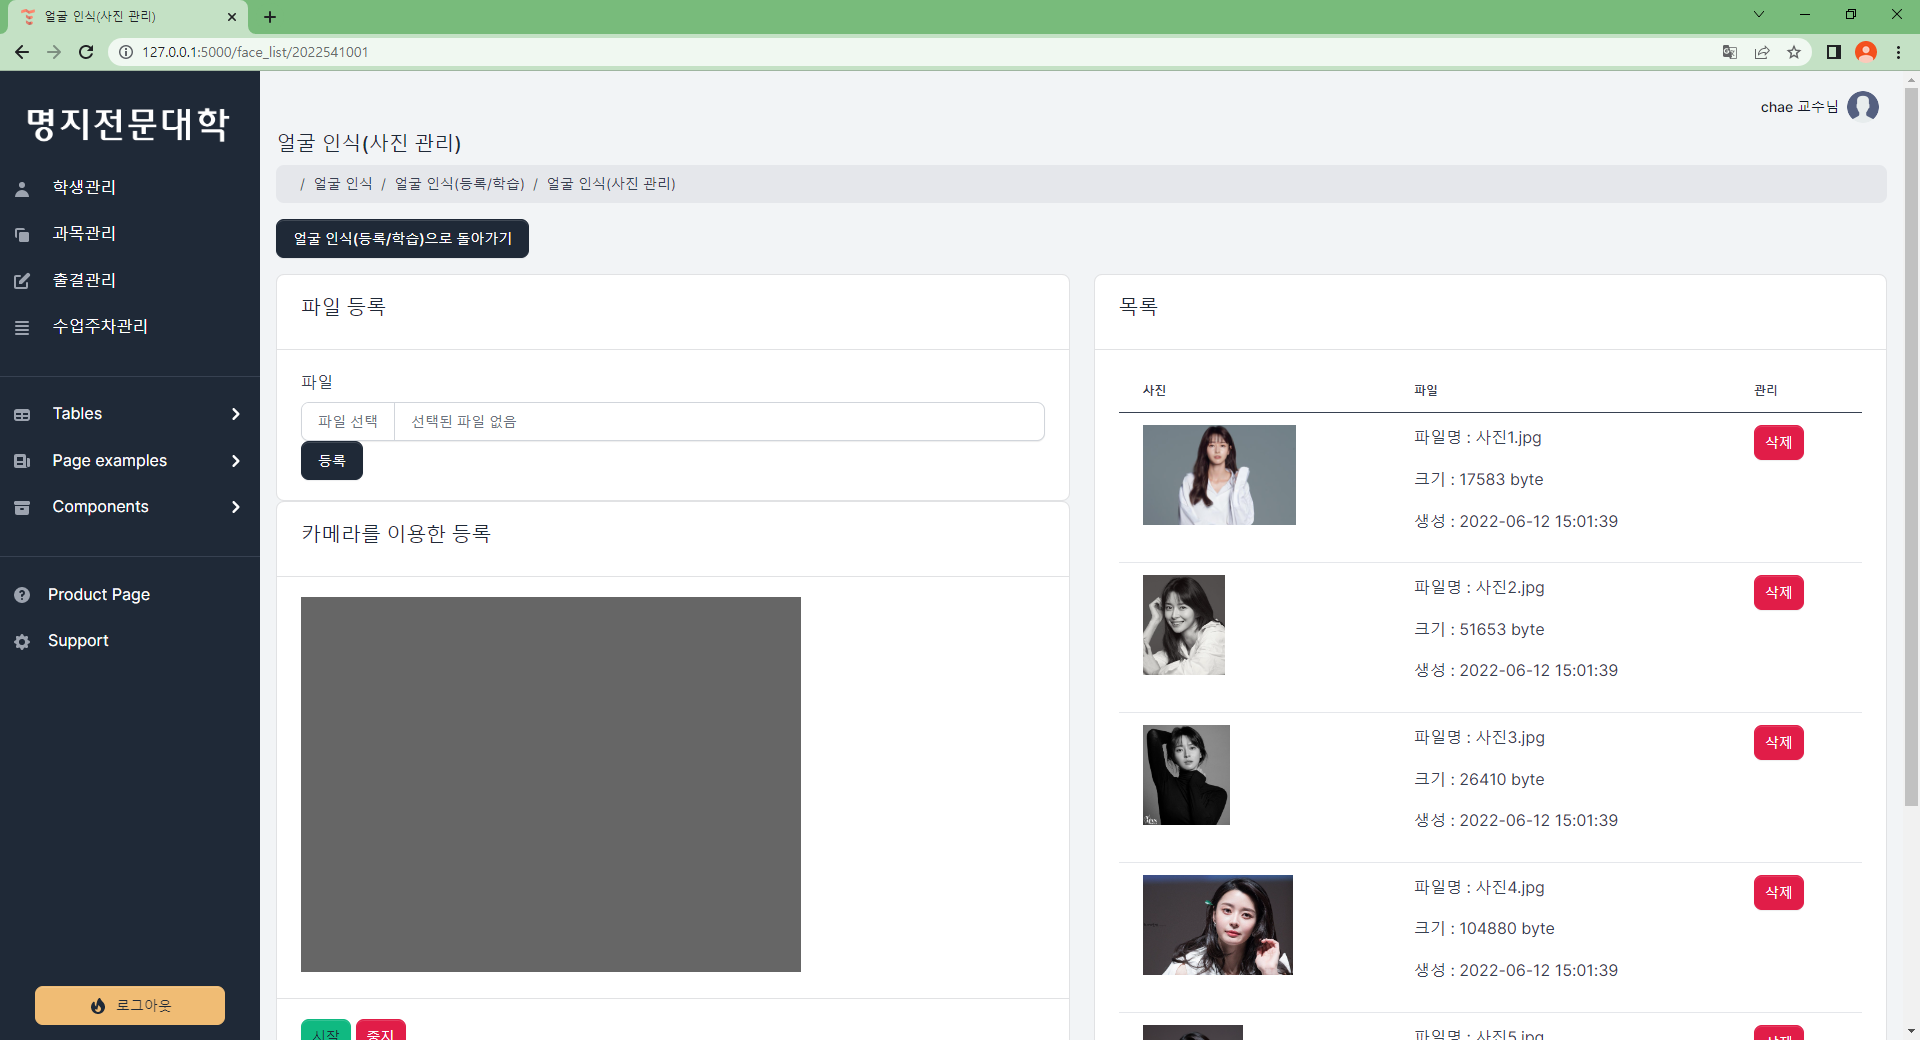 얼굴 인식(사진 관리)
127.0.0.1:5000/face_list/2022541001
명지전문대학
학생관리
과목관리
출결관리
수업주차관리
Tables
Page examples
Components
Product Page
Support
로그아웃
chae 교수님
얼굴 인식(사진 관리)
/ 얼굴 인식 / 얼굴 인식(등록/학습) / 얼굴 인식(사진 관리)
얼굴 인식(등록/학습)으로 돌아가기
파일 등록
파일
파일 선택 선택된 파일 없음
등록
카메라를 이용한 등록
시작 중지
목록
사진 파일 관리
파일명 : 사진1.jpg 삭제
크기 : 17583 byte
생성 : 2022-06-12 15:01:39
파일명 : 사진2.jpg 삭제
크기 : 51653 byte
생성 : 2022-06-12 15:01:39
파일명 : 사진3.jpg 삭제
크기 : 26410 byte
생성 : 2022-06-12 15:01:39
파일명 : 사진4.jpg 삭제
크기 : 104880 byte
생성 : 2022-06-12 15:01:39
파일명 : 사진5.jpg 삭제